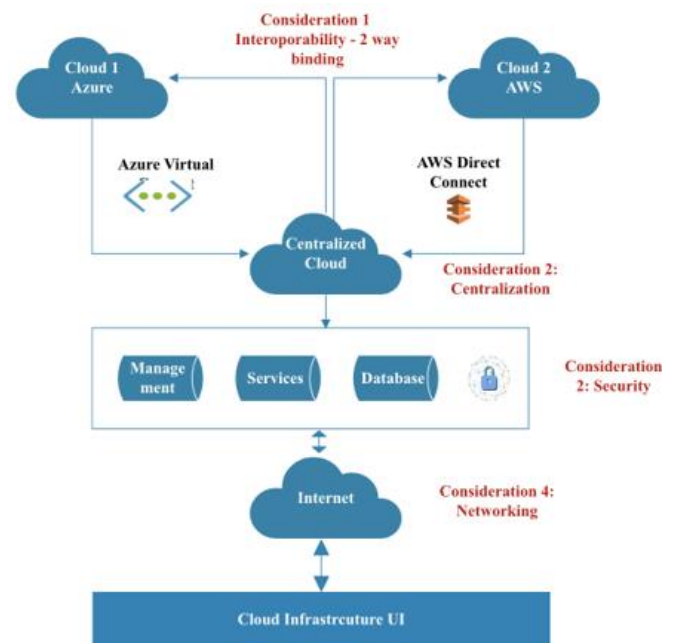 Consideration 1
Interoporability - 2 way
binding
Cloud 1
Azure
Cloud 2
AWS
Azure Virtual
AWS Direct
Connect
Centralized
Cloud
Consideration 2:
Centralization
Manage
ment
Services
Database
Consideration
2: Security
Internet
Consideration 4:
Networking
Cloud Infrastrcuture UI